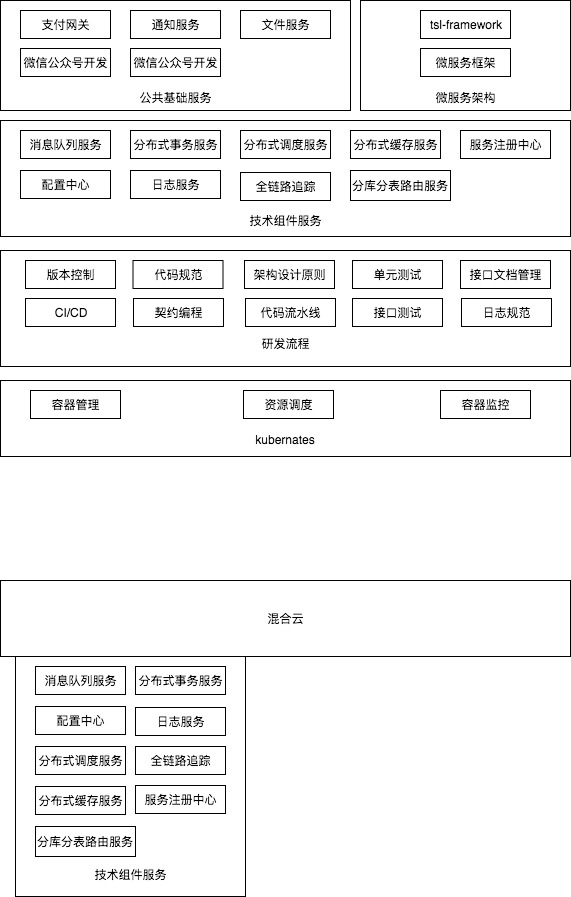 支付网关
通知服务
文件服务
微信公众号开发
微信公众号开发
公共基础服务
tsl-framework
微服务框架
微服务架构
消息队列服务
分布式事务服务
分布式调度服务
分布式缓存服务
服务注册中心
配置中心
日志服务
全链路追踪
分库分表路由服务
技术组件服务
版本控制
代码规范
架构设计原则
单元测试
接口文档管理
CI/CD
契约编程
代码流水线
接口测试
日志规范
研发流程
容器管理
资源调度
容器监控
kubernates
混合云
消息队列服务
分布式事务服务
配置中心
日志服务
分布式调度服务
全链路追踪
分布式缓存服务
服务注册中心
分库分表路由服务
技术组件服务